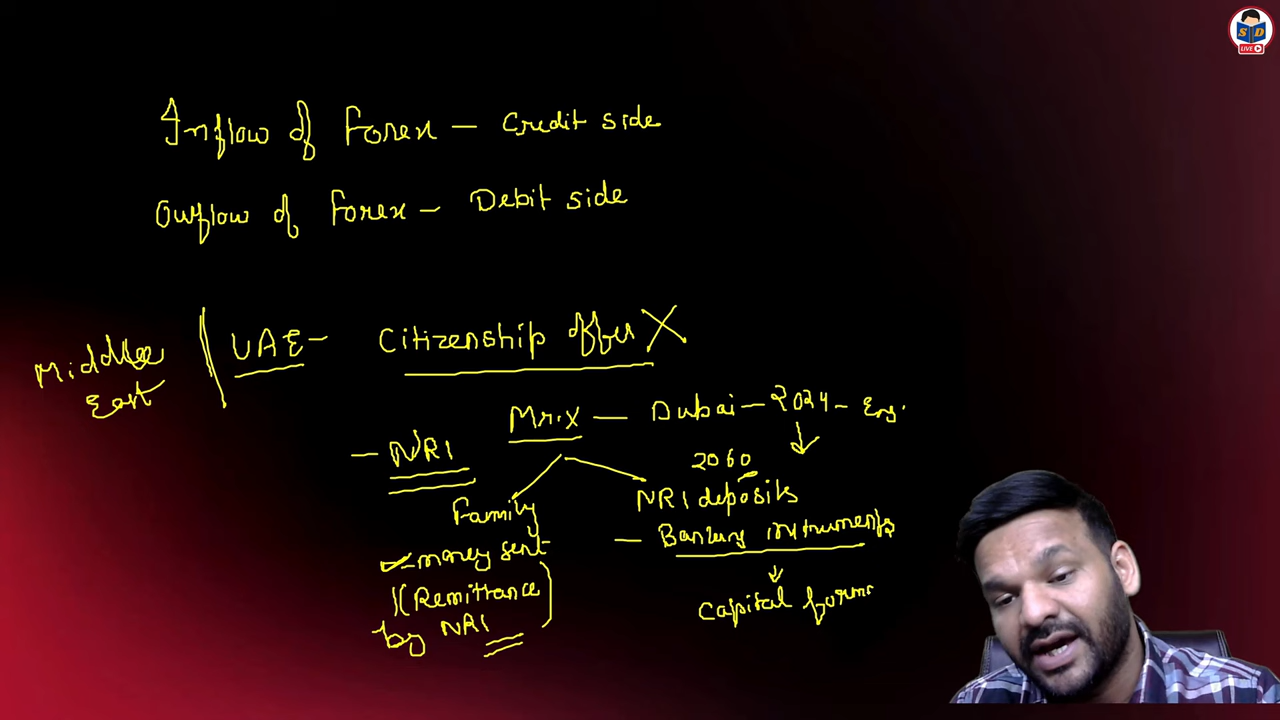 Inflow of Forex — Credit side
Outflow of Forex — Debit side
Middle East
UAE — Citizenship offer X
Mr. X — Dubai — 2024 — Eng.
— NRI
2060
Family
NRI deposits
— money sent
— Banking instruments
(Remittance
by NRI
Capital form
S D
LIVE